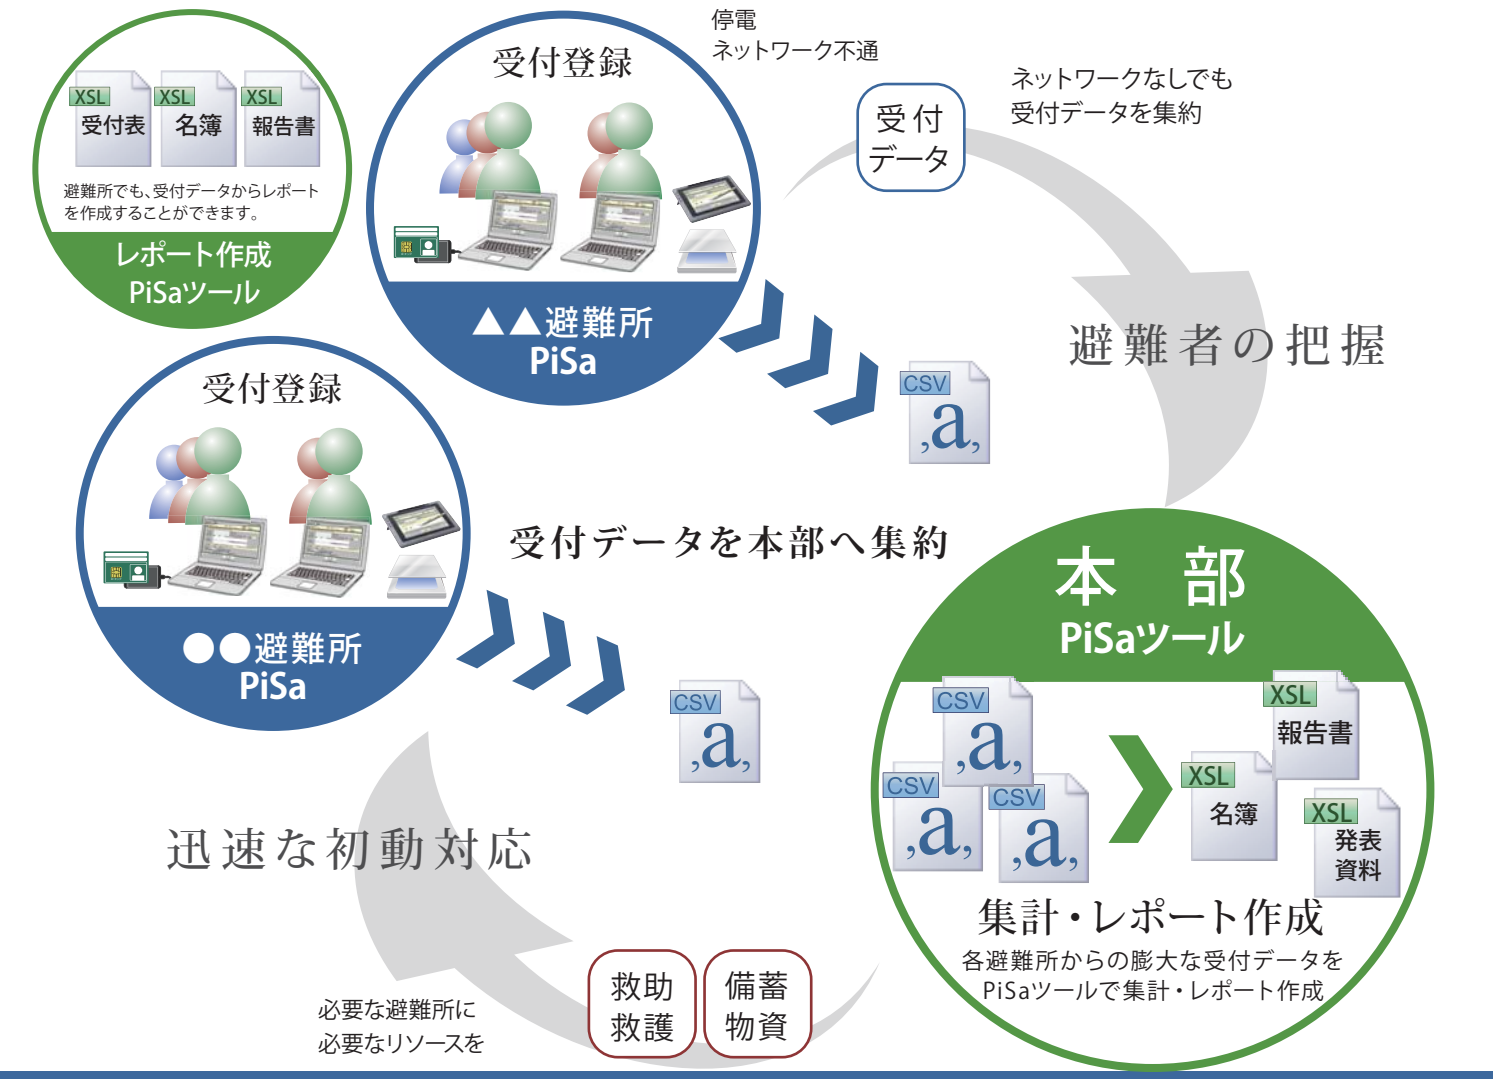 XSL
受付表
XSL
名簿
XSL
報告書
避難所でも、受付データからレポート
を作成することができます。
レポート作成
PiSaツール
受付登録
▲▲避難所
PiSa
停電
ネットワーク不通
受付
データ
ネットワークなしでも
受付データを集約
避難者の把握
CSV
,a,
受付登録
●●避難所
PiSa
受付データを本部へ集約
CSV
,a,
本 部
PiSaツール
CSV
,a,
CSV
,a,
CSV
,a,
XSL
報告書
XSL
名簿
XSL
発表
資料
集計・レポート作成
各避難所からの膨大な受付データを
PiSaツールで集計・レポート作成
迅速な初動対応
救助
救護
備蓄
物資
必要な避難所に
必要なリソースを